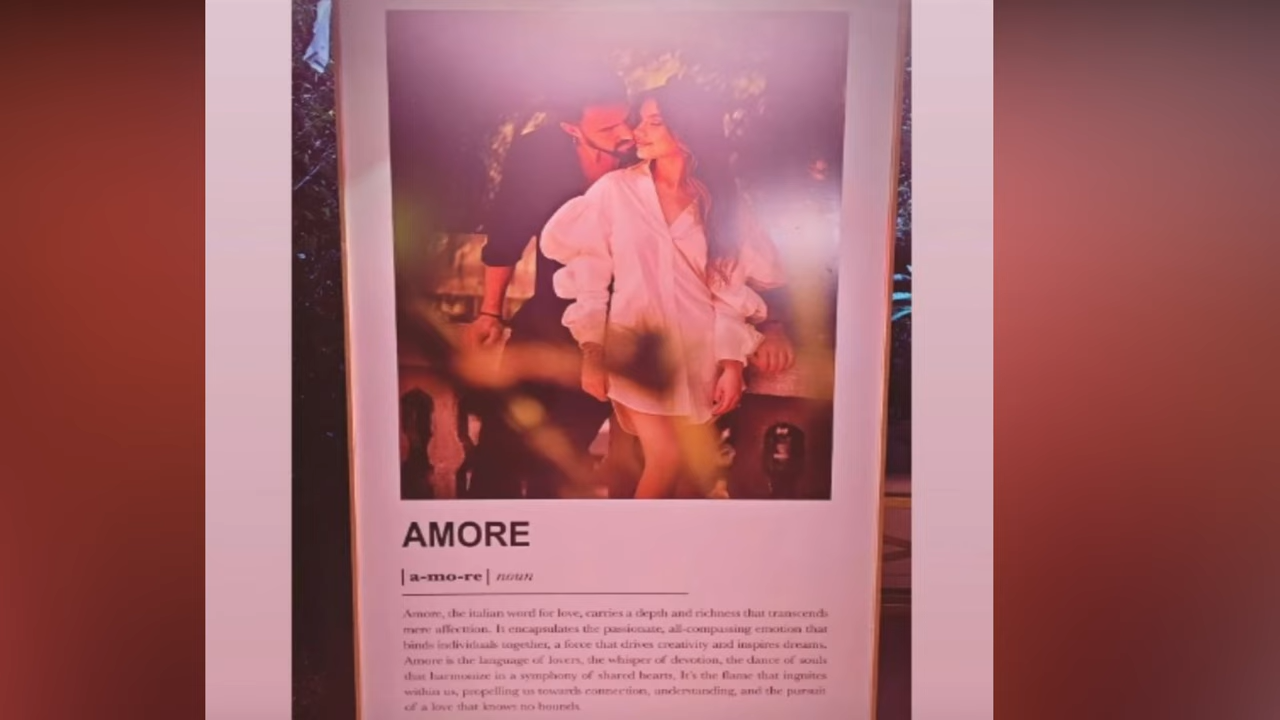 AMORE
| a-mo-re | noun
Amore, the italian word for love, carries a depth and richness that transcends
mere affecttion. It encapsulates the passionate, all-compassing emotion that
binds individuals together, a force that drives creativity and inspires dreams.
Amore is the language of lovers, the whisper of devotion, the dance of souls
that harmonize in a symphony of shared hearts. It's the flame that ingnites
within us, propelling us towards connection, understanding, and the pursuit
of a love that knows no bounds.